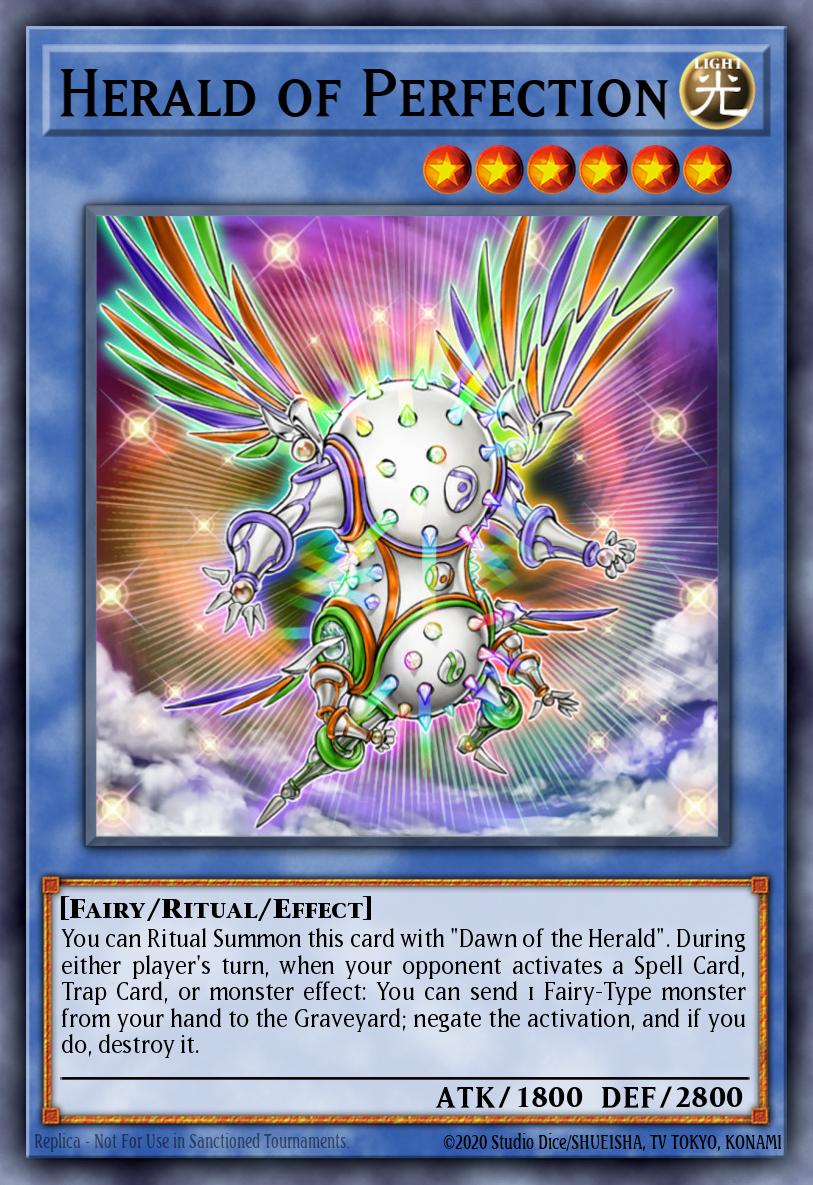 HERALD OF PERFECTION
LIGHT
光
[FAIRY/RITUAL/EFFECT]
You can Ritual Summon this card with "Dawn of the Herald". During
either player's turn, when your opponent activates a Spell Card,
Trap Card, or monster effect: You can send 1 Fairy-Type monster
from your hand to the Graveyard; negate the activation, and if you
do, destroy it.
ATK/1800 DEF/2800
Replica - Not For Use in Sanctioned Tournaments.
©2020 Studio Dice/SHUEISHA, TV TOKYO, KONAMI